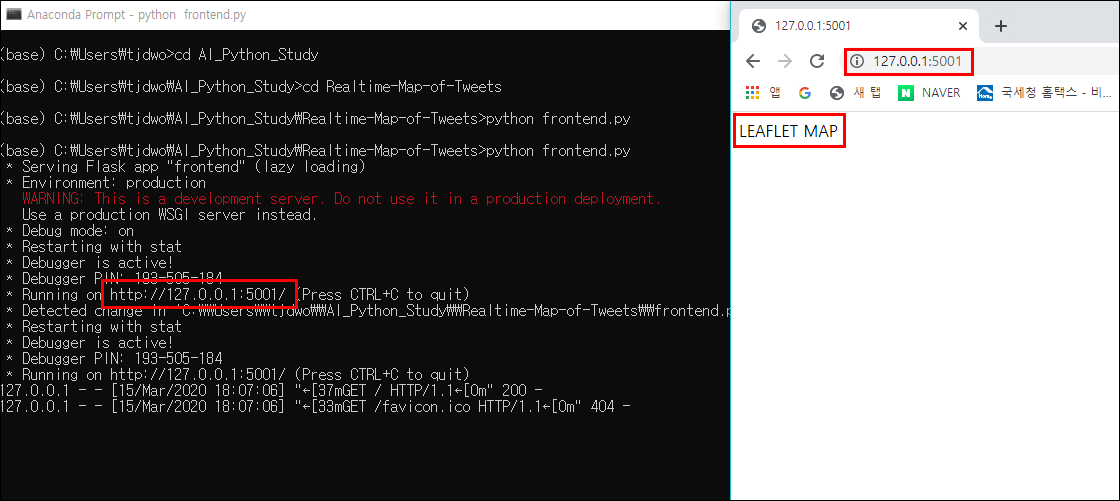 Anaconda Prompt - python  frontend.py
(base) C:₩Users₩tjdwo>cd AI_Python_Study
(base) C:₩Users₩tjdwo₩AI_Python_Study>cd Realtime-Map-of-Tweets
(base) C:₩Users₩tjdwo₩AI_Python_Study₩Realtime-Map-of-Tweets>python frontend.py
(base) C:₩Users₩tjdwo₩AI_Python_Study₩Realtime-Map-of-Tweets>python frontend.py
* Serving Flask app "frontend" (lazy loading)
* Environment: production
WARNING: This is a development server. Do not use it in a production deployment.
Use a production WSGI server instead.
* Debug mode: on
* Restarting with stat
* Debugger is active!
* Debugger PIN: 193-505-184
* Running on http://127.0.0.1:5001/ (Press CTRL+C to quit)
* Detected change in 'C:₩₩Users₩₩tjdwo₩₩AI_Python_Study₩₩Realtime-Map-of-Tweets₩₩frontend.p
* Restarting with stat
* Debugger is active!
* Debugger PIN: 193-505-184
* Running on http://127.0.0.1:5001/ (Press CTRL+C to quit)
127.0.0.1 - - [15/Mar/2020 18:07:06] "←[37mGET / HTTP/1.1←[0m" 200 -
127.0.0.1 - - [15/Mar/2020 18:07:06] "←[33mGET /favicon.ico HTTP/1.1←[0m" 404 -
127.0.0.1:5001
127.0.0.1:5001
앱 새 탭 NAVER 국세청 홈택스 - 비...
LEAFLET MAP